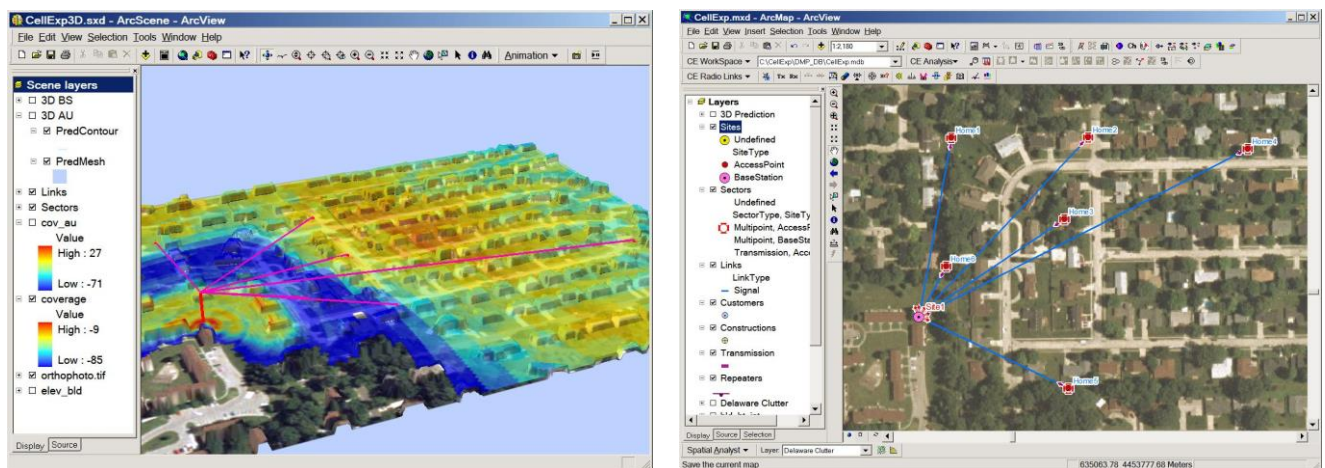 CellExp3D.sxd - ArcScene - ArcView
File Edit View Selection Tools Window Help
Animation
Scene layers
3D BS
3D AU
PredContour
PredMesh
Links
Sectors
cov_au
Value
High : 27
Low : -71
coverage
Value
High : -9
Low : -85
orthophoto.tif
elev_bld
Display Source
CellExp.mxd - ArcMap - ArcView
File Edit View Insert Selection Tools Window Help
1:2,180
CE WorkSpace C:\CellExp\DMP_DB\CellExp.mdb CE Analysis
CE Radio Links Tx Rx
Layers
3D Prediction
Sites
Undefined
SiteType
AccessPoint
BaseStation
Sectors
Undefined
SectorType, SiteTy
Multipoint, AccessP
Multipoint, BaseSta
Transmission, Acce
Links
LinkType
Signal
Customers
Constructions
Transmission
Repeaters
Delaware Clutter
Display Source Selection
Home1
Home2
Home4
Home3
Site1
Spatial Analyst Layer: Delaware Clutter
Save the current map 635063.78 4453777.68 Meters